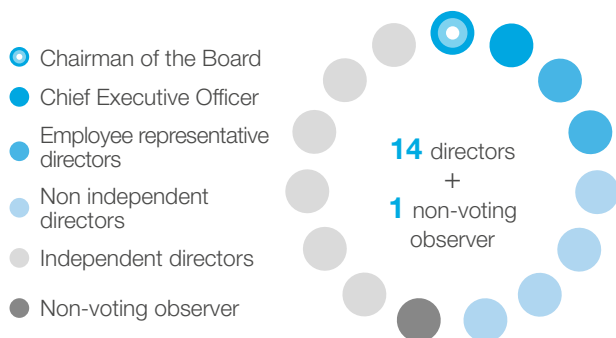 Chairman of the Board
Chief Executive Officer
Employee representative
directors
Non independent
directors
Independent directors
Non-voting observer
14 directors
+
1 non-voting
observer